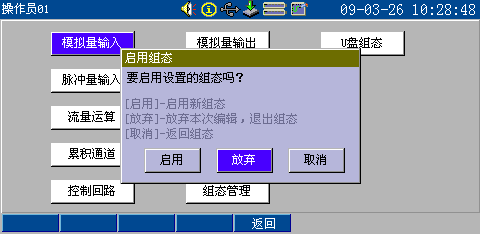 操作员01 09-03-26 10:28:48
模拟量输入 模拟量输出 U盘组态
启用组态
要启用设置的组态吗?
脉冲量输入
[启用]-启用新组态
流量运算
[放弃]-放弃本次编辑,退出组态
[取消]-返回组态
累积通道
启用 放弃 取消
控制回路 组态管理
返回